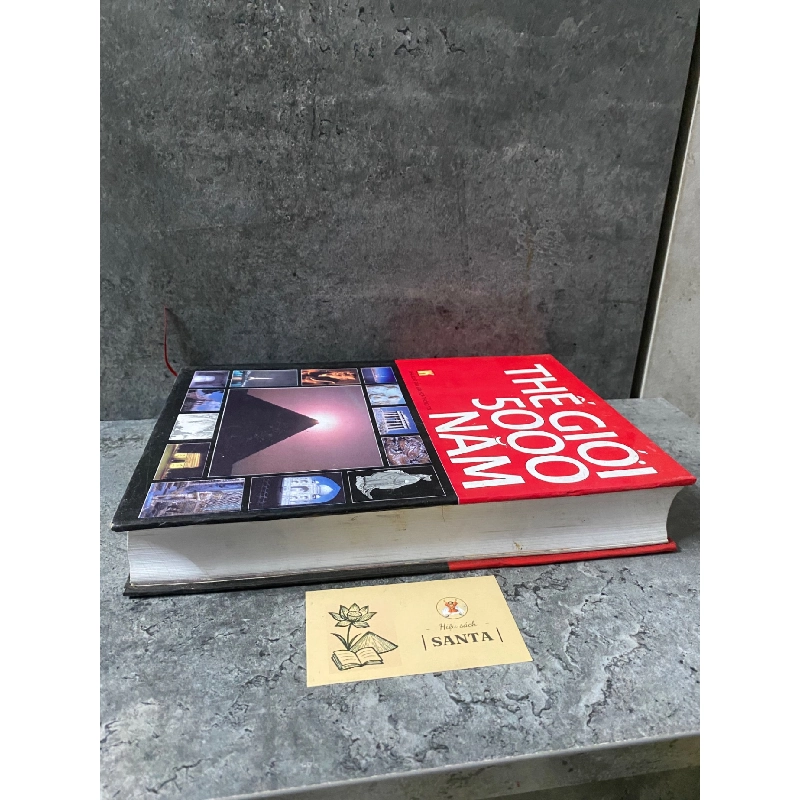 THẾ GIỚI
5000
NĂM
Hiệu sách
SANTA